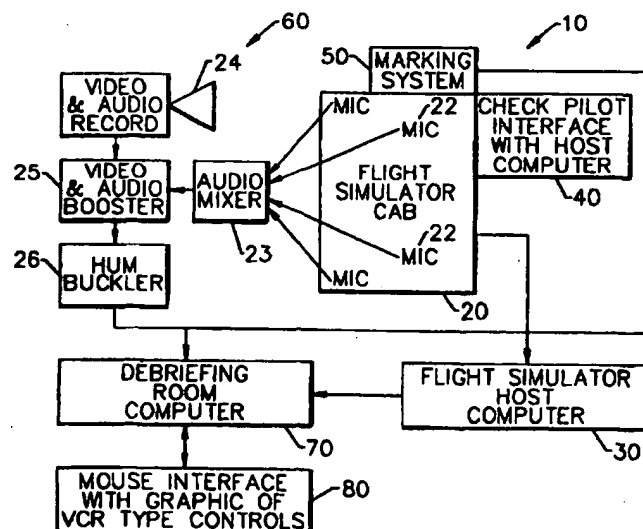 60
10
24
50
MARKING
SYSTEM
VIDEO
& AUDIO
RECORD
MIC
22
MIC
CHECK PILOT
INTERFACE
WITH HOST
COMPUTER
40
25
VIDEO
& AUDIO
BOOSTER
AUDIO
MIXER
23
FLIGHT
SIMULATOR
CAB
22
MIC
MIC
20
26
HUM
BUCKLER
DEBRIEFING
ROOM
COMPUTER
70
FLIGHT SIMULATOR
HOST
COMPUTER
30
MOUSE INTERFACE
WITH GRAPHIC OF
VCR TYPE CONTROLS
80